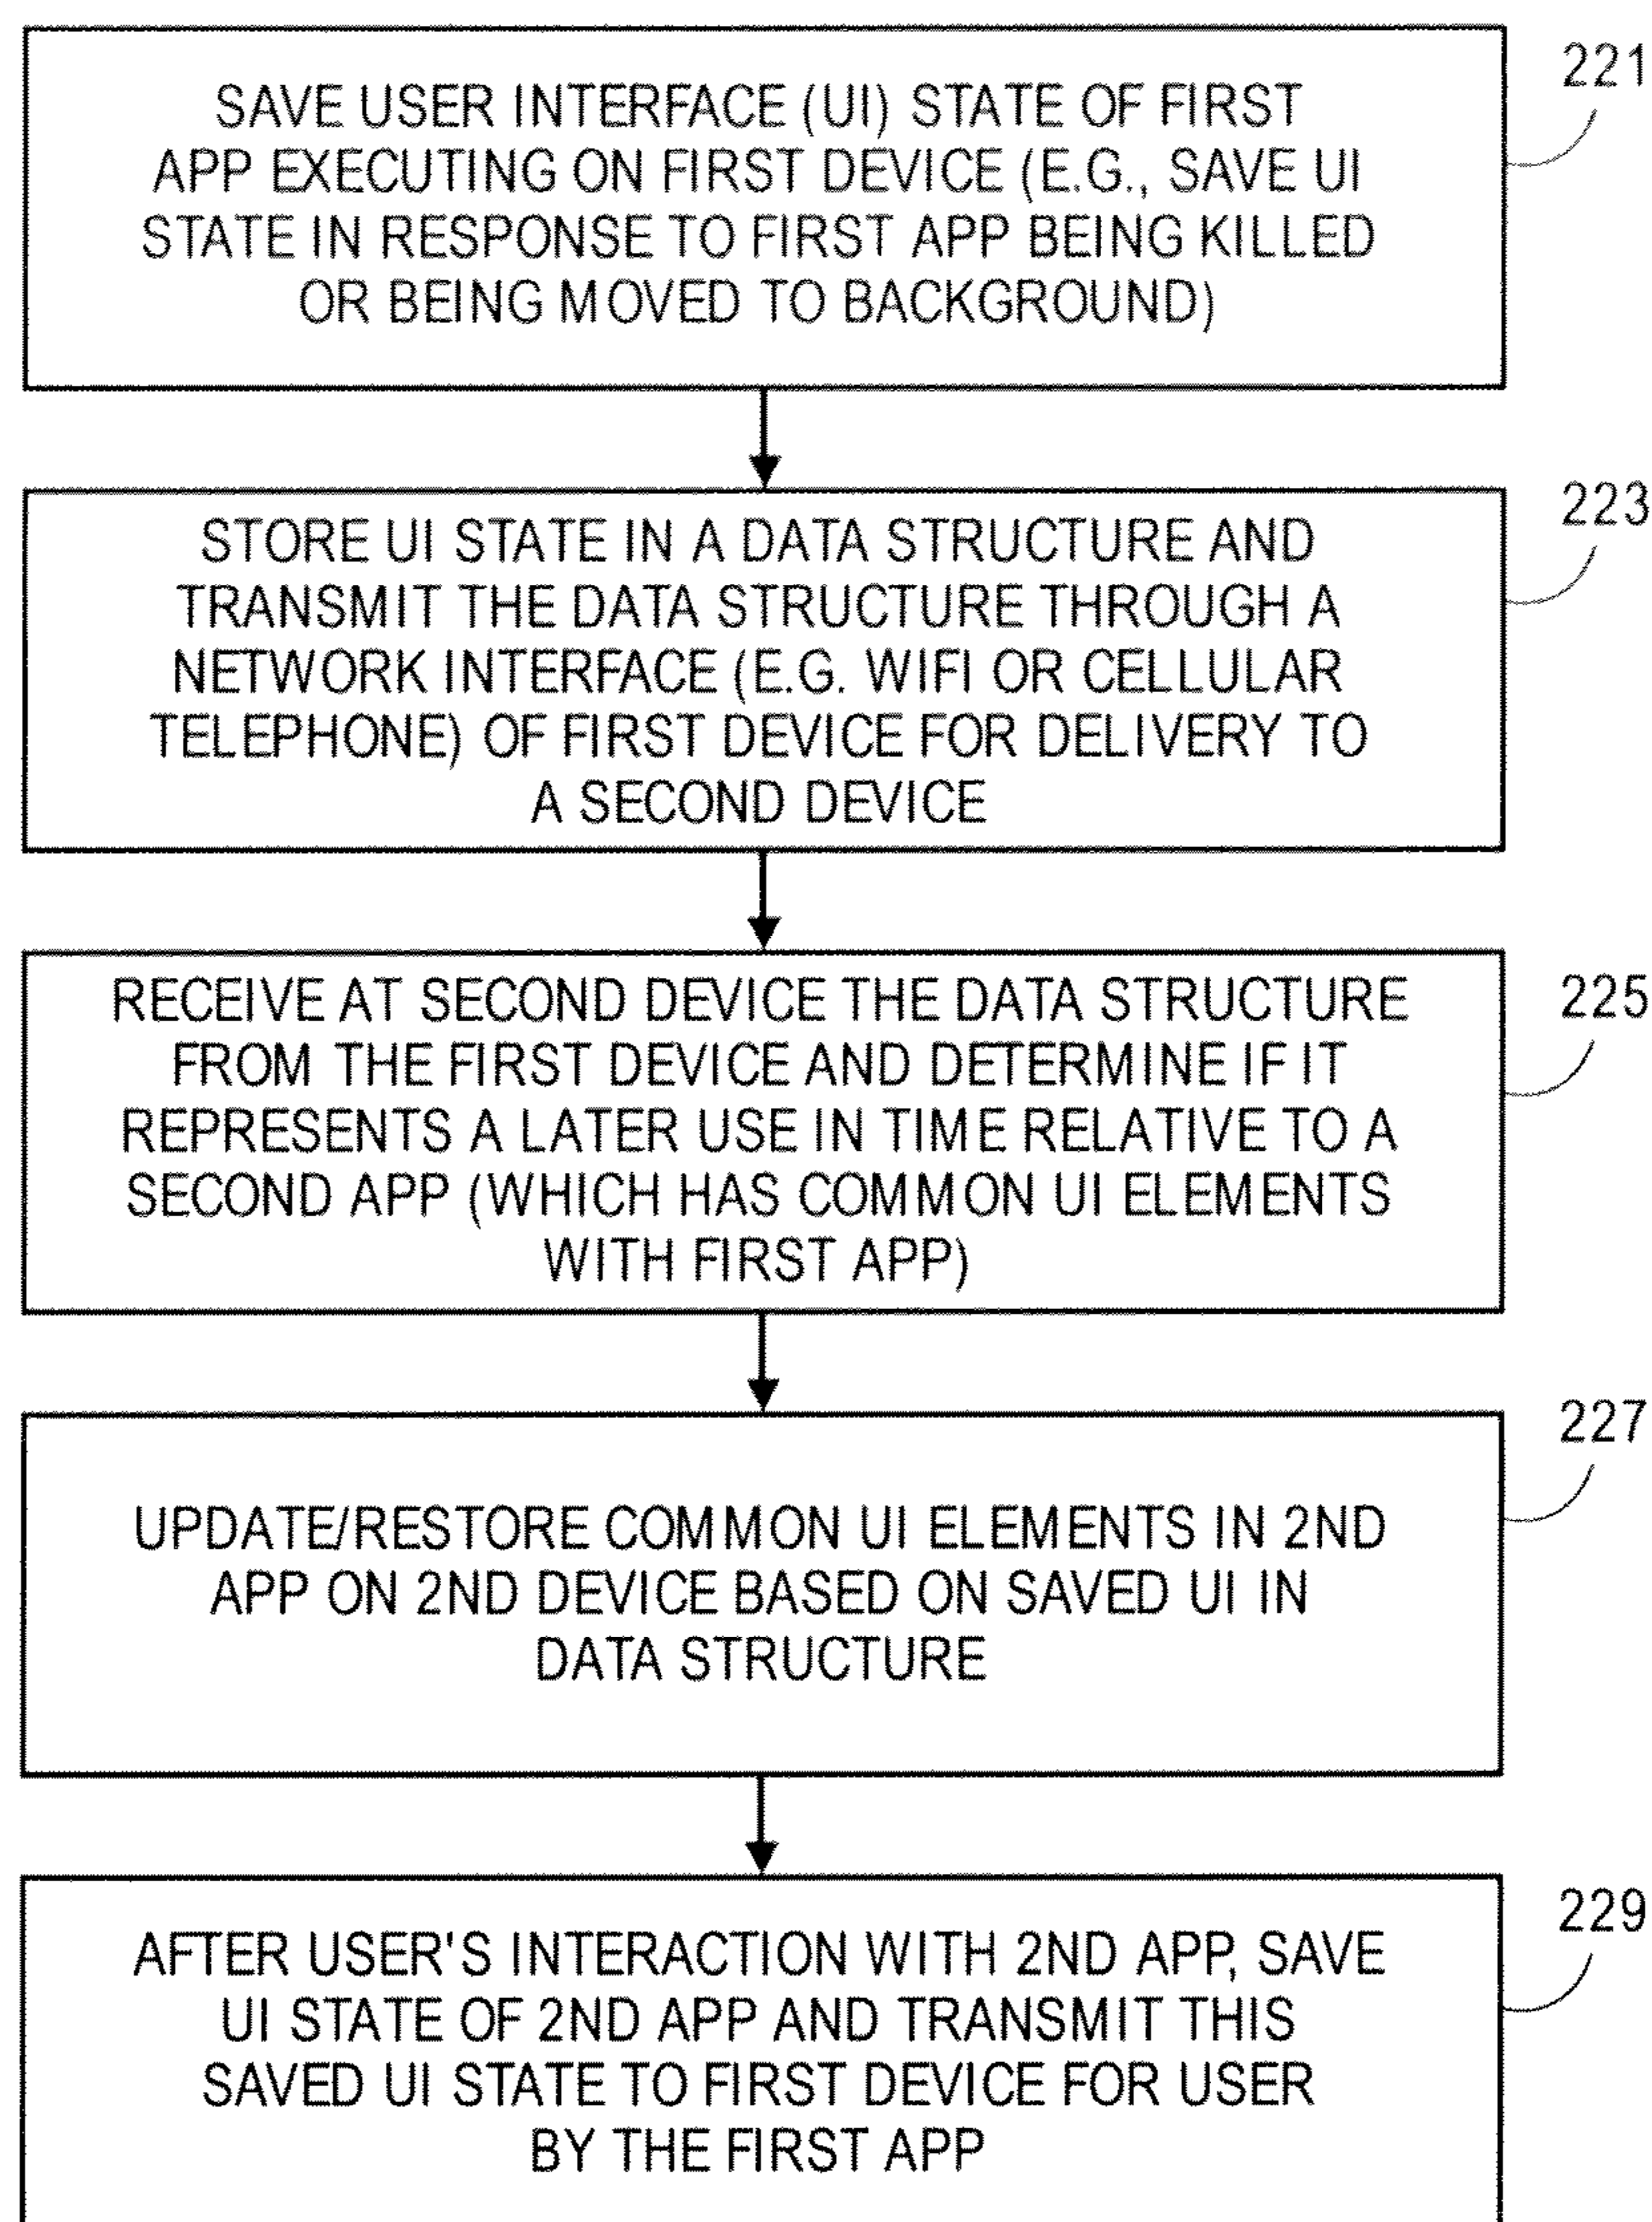 221
SAVE USER INTERFACE (UI) STATE OF FIRST
APP EXECUTING ON FIRST DEVICE (E.G., SAVE UI
STATE IN RESPONSE TO FIRST APP BEING KILLED
OR BEING MOVED TO BACKGROUND)
223
STORE UI STATE IN A DATA STRUCTURE AND
TRANSMIT THE DATA STRUCTURE THROUGH A
NETWORK INTERFACE (E.G. WIFI OR CELLULAR
TELEPHONE) OF FIRST DEVICE FOR DELIVERY TO
A SECOND DEVICE
225
RECEIVE AT SECOND DEVICE THE DATA STRUCTURE
FROM THE FIRST DEVICE AND DETERMINE IF IT
REPRESENTS A LATER USE IN TIME RELATIVE TO A
SECOND APP (WHICH HAS COMMON UI ELEMENTS
WITH FIRST APP)
227
UPDATE/RESTORE COMMON UI ELEMENTS IN 2ND
APP ON 2ND DEVICE BASED ON SAVED UI IN
DATA STRUCTURE
229
AFTER USER'S INTERACTION WITH 2ND APP, SAVE
UI STATE OF 2ND APP AND TRANSMIT THIS
SAVED UI STATE TO FIRST DEVICE FOR USER
BY THE FIRST APP